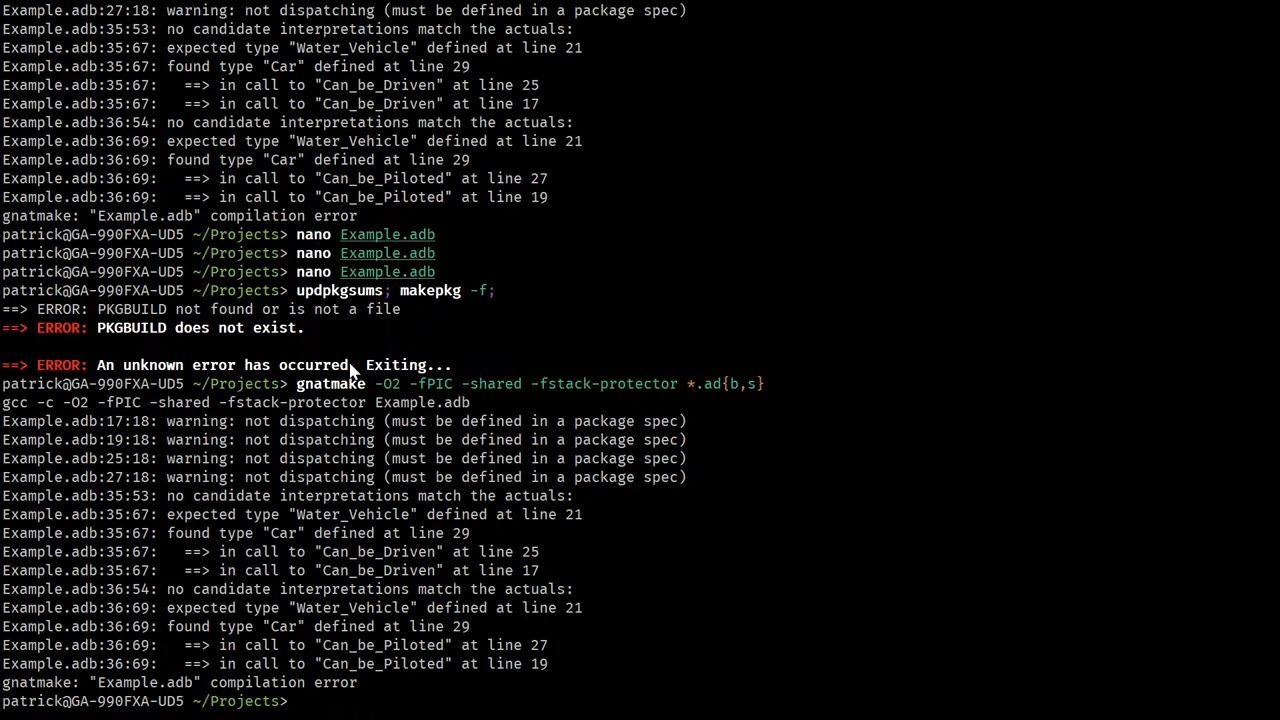 Example.adb:27:18: warning: not dispatching (must be defined in a package spec)
Example.adb:35:53: no candidate interpretations match the actuals:
Example.adb:35:67: expected type "Water_Vehicle" defined at line 21
Example.adb:35:67: found type "Car" defined at line 29
Example.adb:35:67:   ==> in call to "Can_be_Driven" at line 25
Example.adb:35:67:   ==> in call to "Can_be_Driven" at line 17
Example.adb:36:54: no candidate interpretations match the actuals:
Example.adb:36:69: expected type "Water_Vehicle" defined at line 21
Example.adb:36:69: found type "Car" defined at line 29
Example.adb:36:69:   ==> in call to "Can_be_Piloted" at line 27
Example.adb:36:69:   ==> in call to "Can_be_Piloted" at line 19
gnatmake: "Example.adb" compilation error
patrick@GA-990FXA-UD5 ~/Projects> nano Example.adb
patrick@GA-990FXA-UD5 ~/Projects> nano Example.adb
patrick@GA-990FXA-UD5 ~/Projects> nano Example.adb
patrick@GA-990FXA-UD5 ~/Projects> updpkgsums; makepkg -f;
==> ERROR: PKGBUILD not found or is not a file
==> ERROR: PKGBUILD does not exist.
==> ERROR: An unknown error has occurred. Exiting...
patrick@GA-990FXA-UD5 ~/Projects> gnatmake -O2 -fPIC -shared -fstack-protector *.ad{b,s}
gcc -c -O2 -fPIC -shared -fstack-protector Example.adb
Example.adb:17:18: warning: not dispatching (must be defined in a package spec)
Example.adb:19:18: warning: not dispatching (must be defined in a package spec)
Example.adb:25:18: warning: not dispatching (must be defined in a package spec)
Example.adb:27:18: warning: not dispatching (must be defined in a package spec)
Example.adb:35:53: no candidate interpretations match the actuals:
Example.adb:35:67: expected type "Water_Vehicle" defined at line 21
Example.adb:35:67: found type "Car" defined at line 29
Example.adb:35:67:   ==> in call to "Can_be_Driven" at line 25
Example.adb:35:67:   ==> in call to "Can_be_Driven" at line 17
Example.adb:36:54: no candidate interpretations match the actuals:
Example.adb:36:69: expected type "Water_Vehicle" defined at line 21
Example.adb:36:69: found type "Car" defined at line 29
Example.adb:36:69:   ==> in call to "Can_be_Piloted" at line 27
Example.adb:36:69:   ==> in call to "Can_be_Piloted" at line 19
gnatmake: "Example.adb" compilation error
patrick@GA-990FXA-UD5 ~/Projects>